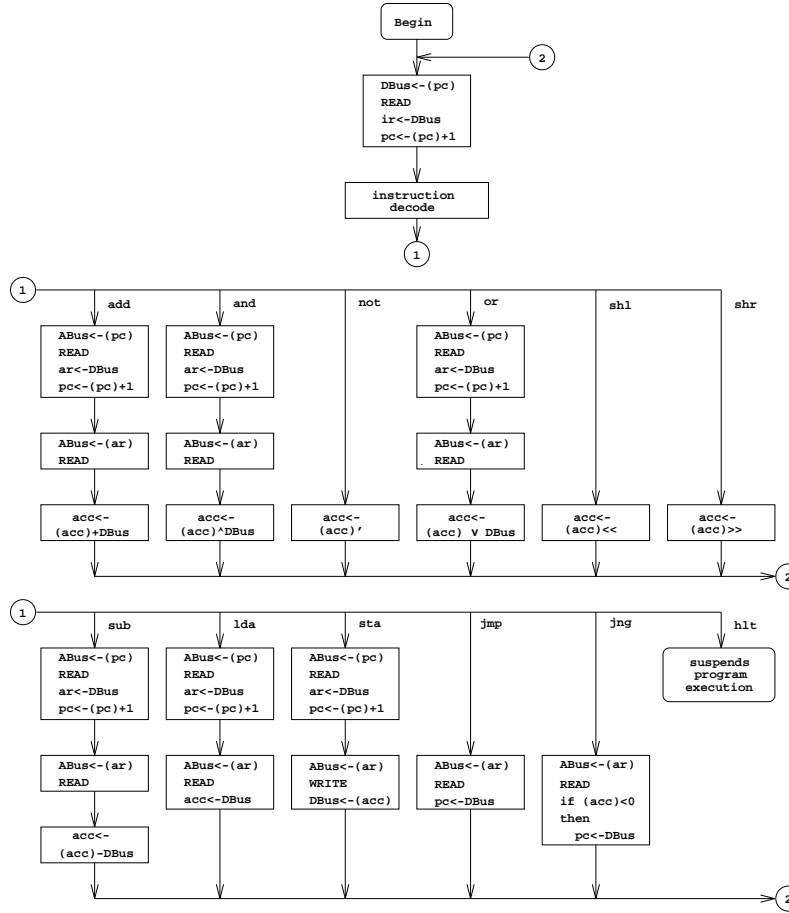 Begin
2
DBus<-(pc)
READ
ir<-DBus
pc<-(pc)+1
instruction
decode
1
1
add
and
not
or
shl
shr
ABus<-(pc)
READ
ar<-DBus
pc<-(pc)+1
ABus<-(pc)
READ
ar<-DBus
pc<-(pc)+1
ABus<-(pc)
READ
ar<-DBus
pc<-(pc)+1
ABus<-(ar)
READ
ABus<-(ar)
READ
ABus<-(ar)
READ
acc<-
(acc)+DBus
acc<-
(acc)^DBus
acc<-
(acc)'
acc<-
(acc) v DBus
acc<-
(acc)<<
acc<-
(acc)>>
2
1
sub
lda
sta
jmp
jng
hlt
ABus<-(pc)
READ
ar<-DBus
pc<-(pc)+1
ABus<-(pc)
READ
ar<-DBus
pc<-(pc)+1
ABus<-(pc)
READ
ar<-DBus
pc<-(pc)+1
suspends
program
execution
ABus<-(ar)
READ
ABus<-(ar)
READ
acc<-DBus
ABus<-(ar)
WRITE
DBus<-(acc)
ABus<-(ar)
READ
pc<-DBus
ABus<-(ar)
READ
if (acc)<0
then
pc<-DBus
acc<-
(acc)-DBus
2